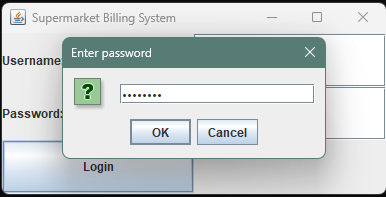 Supermarket Billing System
Enter password
Username:
?
••••••••
Password:
OK Cancel
Login